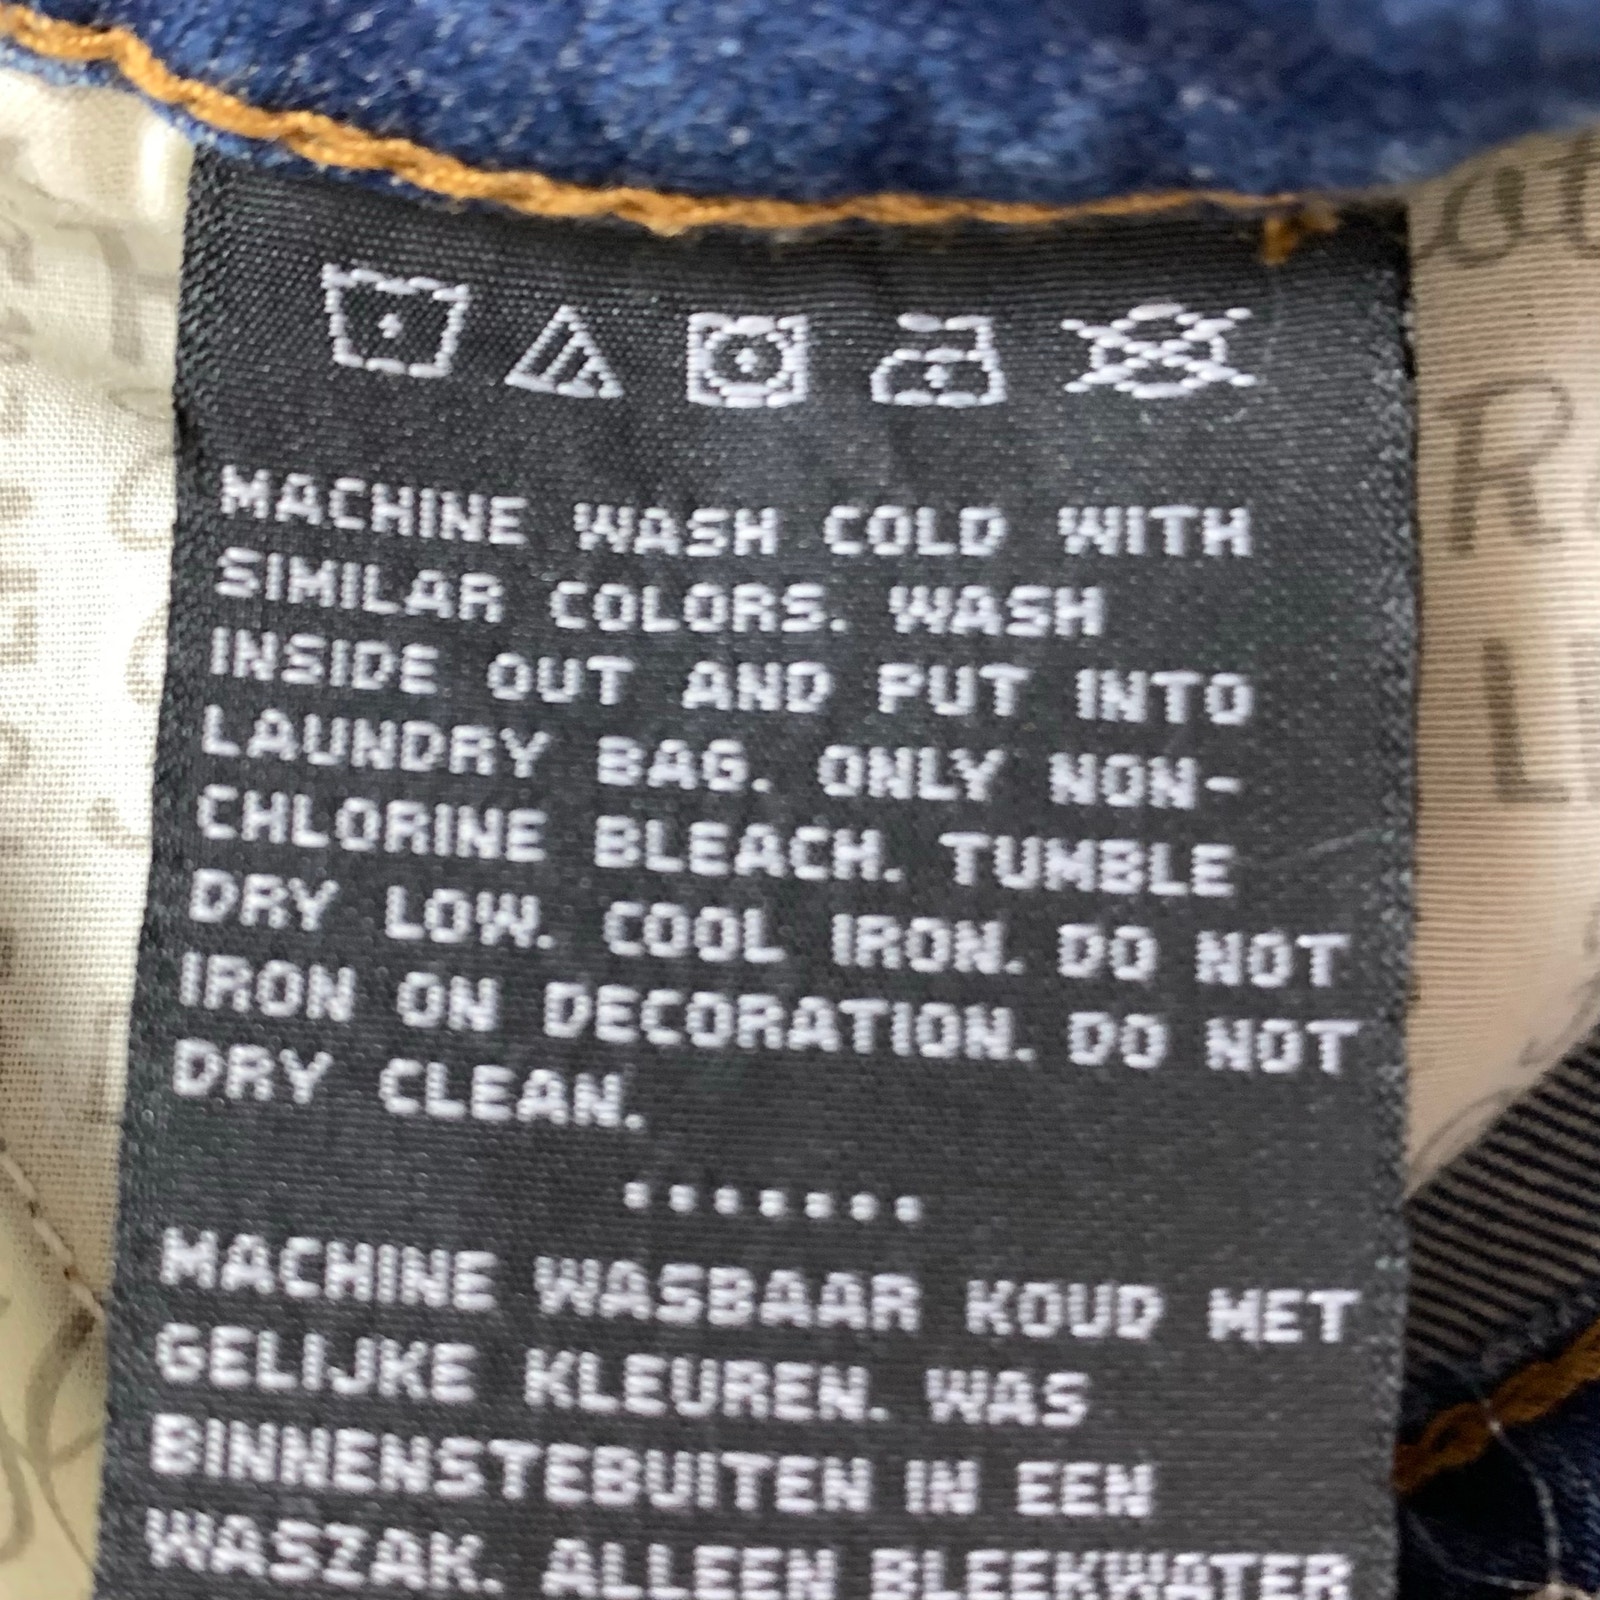 MACHINE WASH COLD WITH
SIMILAR COLORS. WASH
INSIDE OUT AND PUT INTO
LAUNDRY BAG. ONLY NON-
CHLORINE BLEACH. TUMBLE
DRY LOW. COOL IRON. DO NOT
IRON ON DECORATION. DO NOT
DRY CLEAN.
.......
MACHINE WASBAAR KOUD MET
GELIJKE KLEUREN. WAS
BINNENSTEBUITEN IN EEN
WASZAK. ALLEEN BLEEKWATER